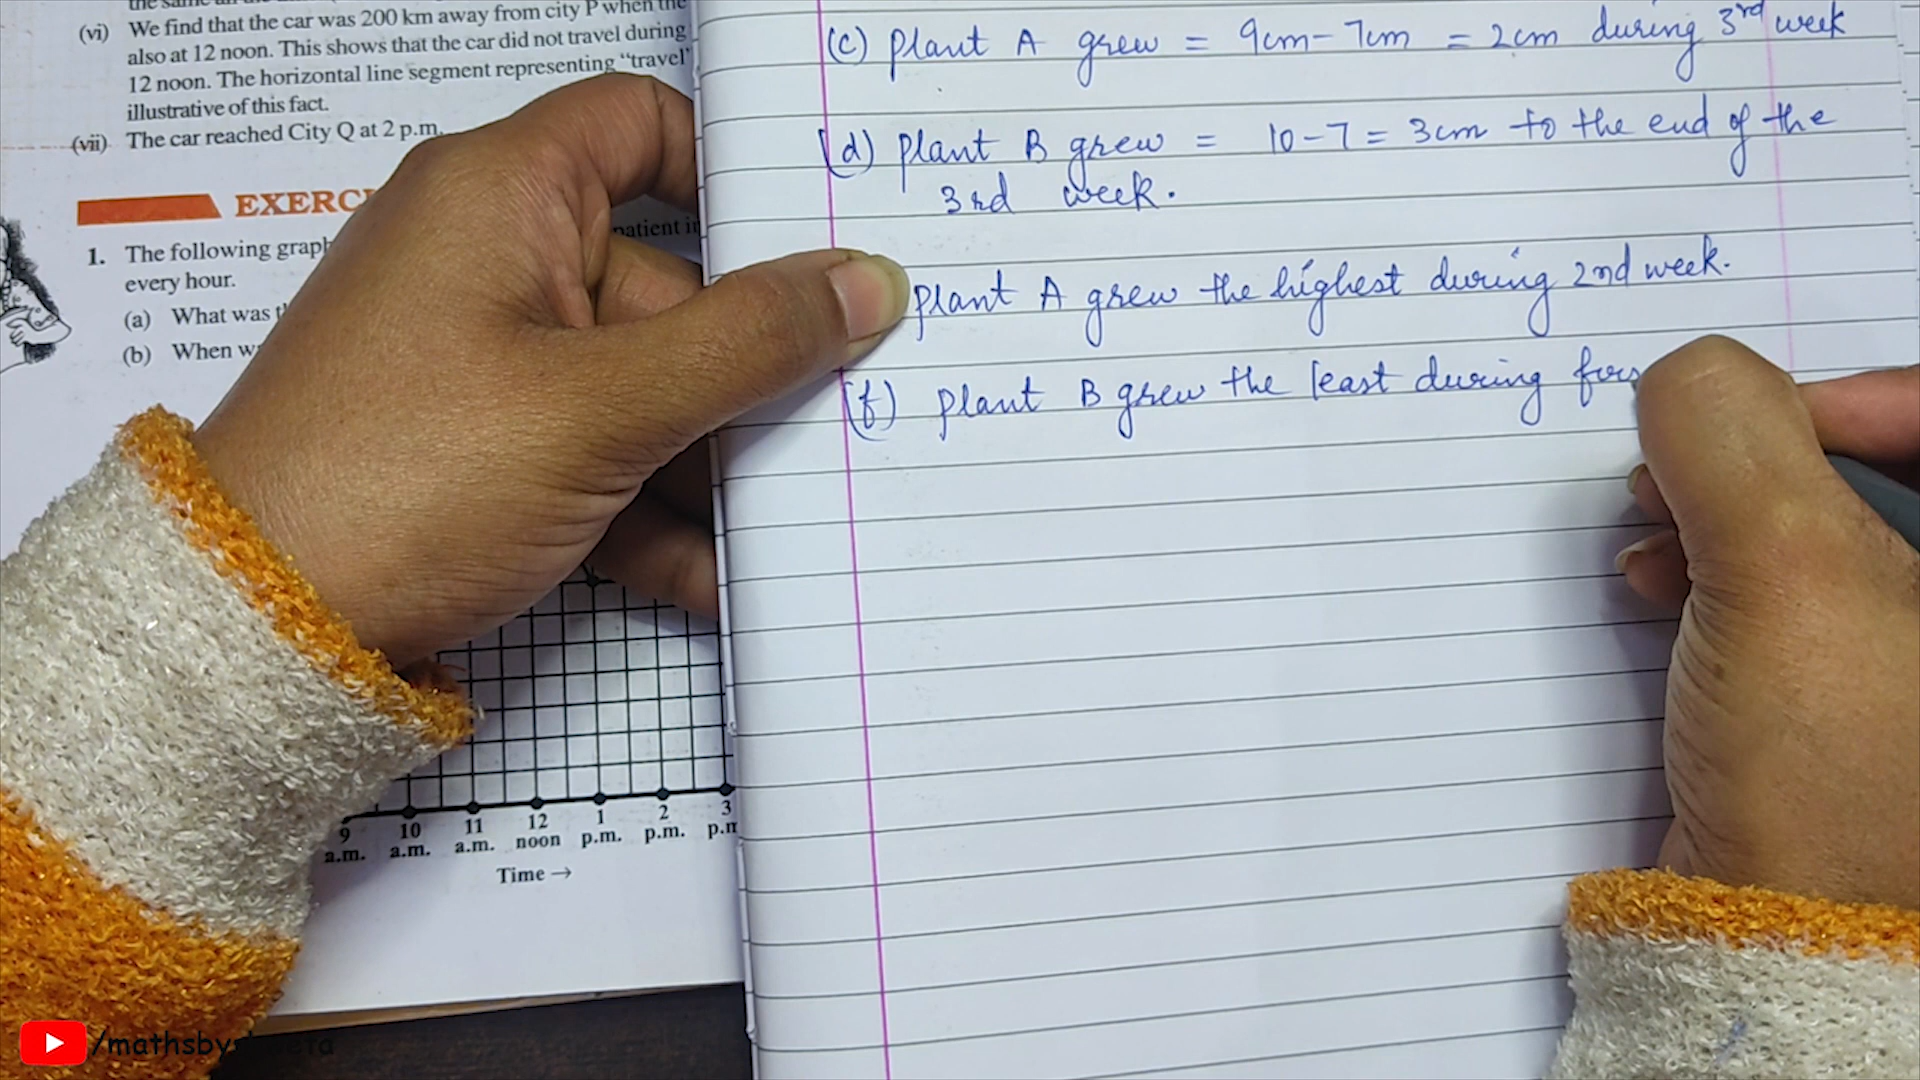 (vi) We find that the car was 200 km away from city P when the
also at 12 noon. This shows that the car did not travel during
12 noon. The horizontal line segment representing "travel"
illustrative of this fact.
(vii) The car reached City Q at 2 p.m.
1. The following
patient
every hour.
(a) What was
(b) When
9 10 11 12 1 2 3
a.m. a.m. a.m. noon p.m. p.m.
Time →
(c) plant A grew = 9cm-7cm = 2cm during 3rd week
(d) plant B grew = 10-7 = 3cm to the end of the
3rd week.
plant A grew the highest during 2nd week.
(f) plant B grew the least during